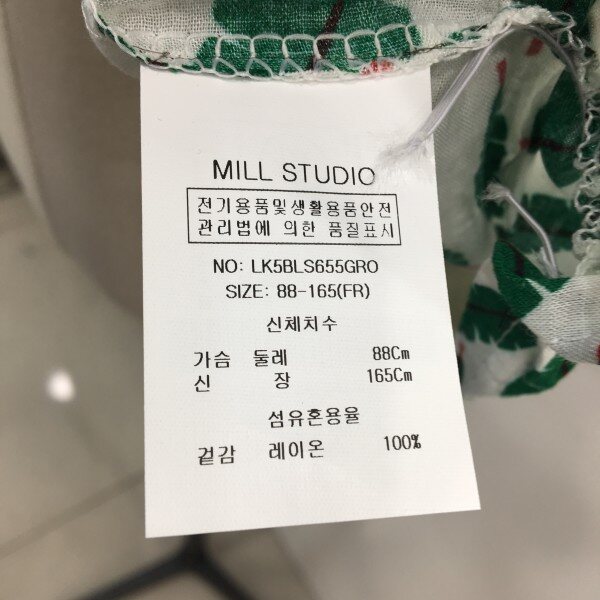 MILL STUDIO
전기용품및생활용품안전
관리법에 의한 품질표시
NO: LK5BLS655GRO
SIZE: 88-165(FR)
신체치수
가슴 둘레 88Cm
신 장 165Cm
섬유혼용율
겉감 레이온 100%